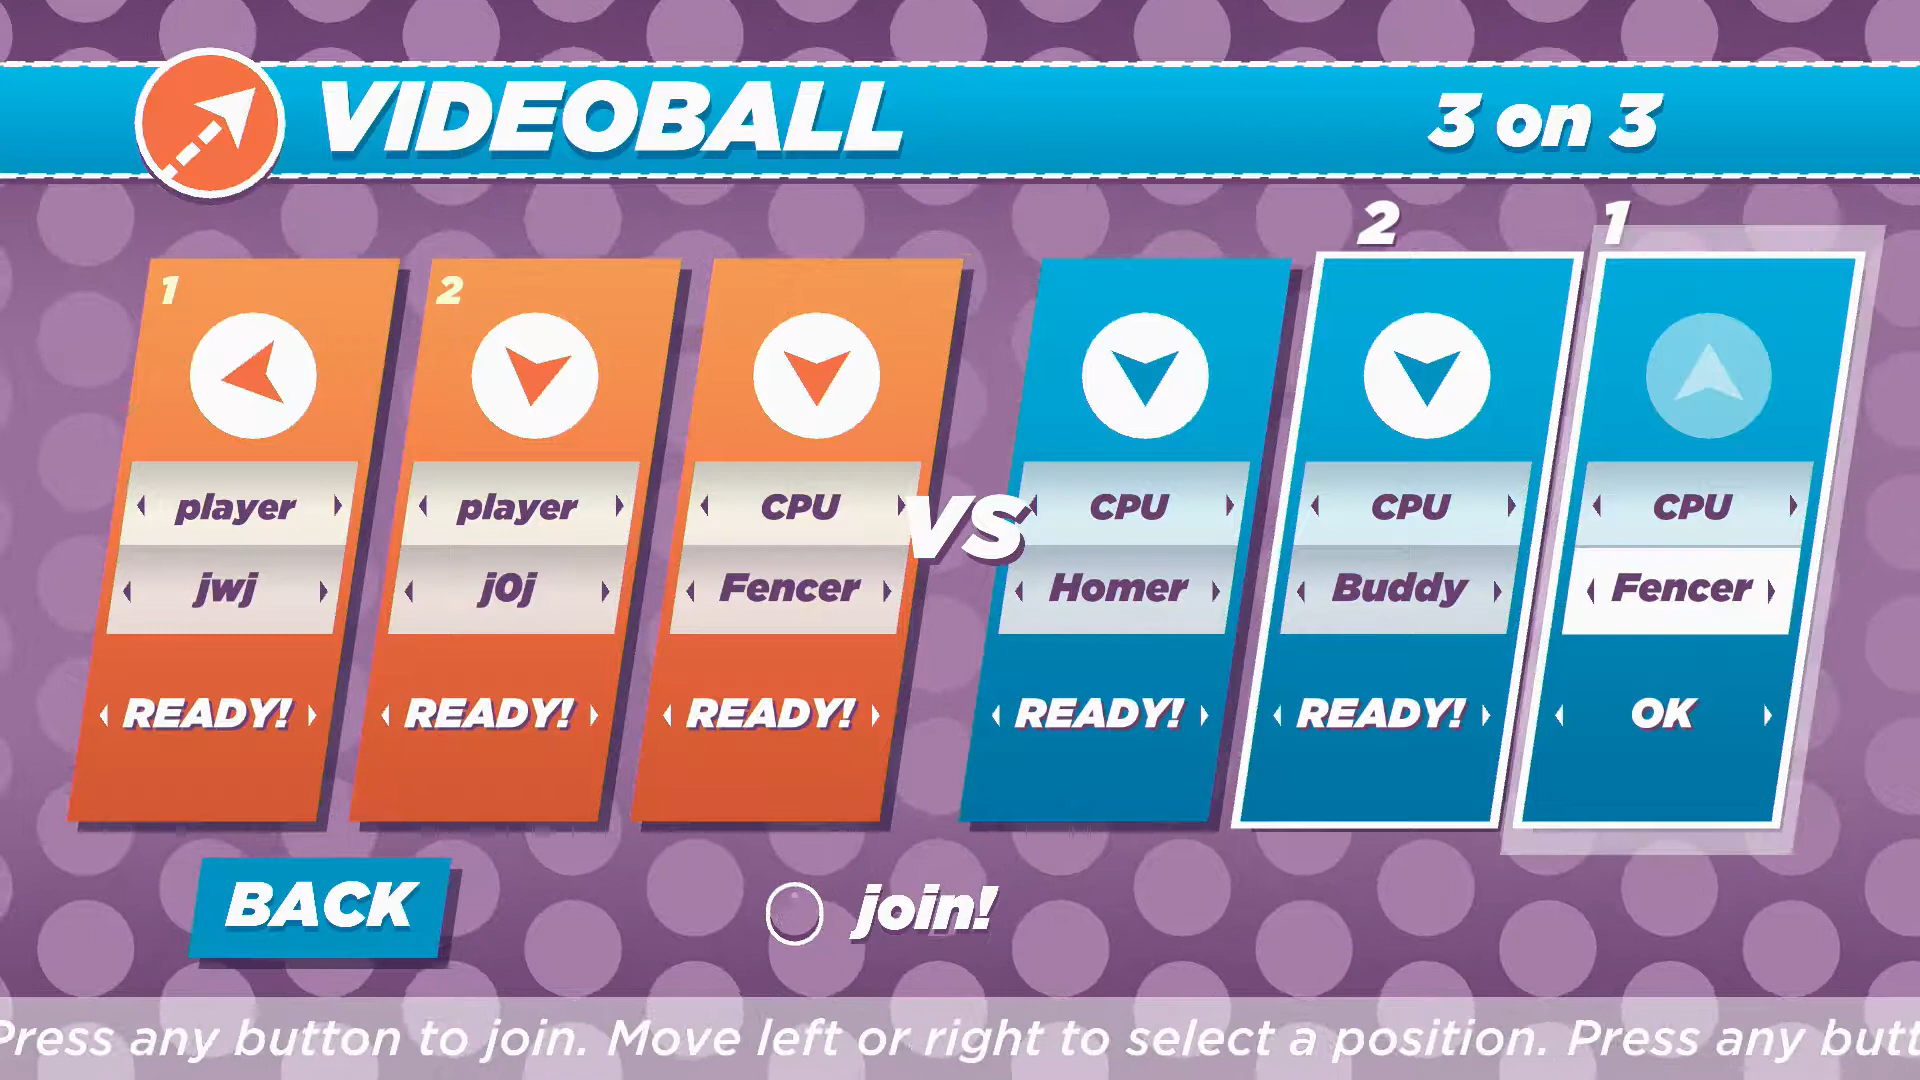 VIDEOBALL
3 on 3
2 1
1 2
player player CPU VS CPU CPU CPU
jwj j0j Fencer Homer Buddy Fencer
READY! READY! READY! READY! READY! OK
BACK
join!
Press any button to join. Move left or right to select a position. Press any butt